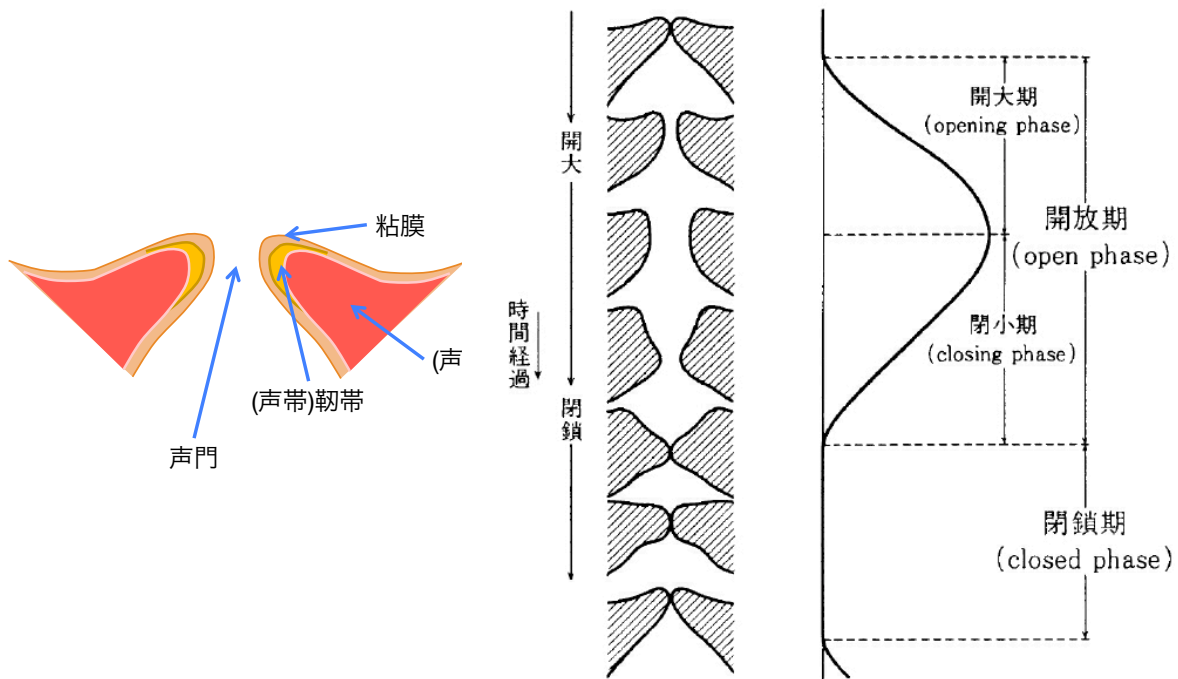 粘膜
(声
(声帯)靭帯
声門
開大
時間経過
閉鎖
開大期
(opening phase)
開放期
(open phase)
閉小期
(closing phase)
閉鎖期
(closed phase)